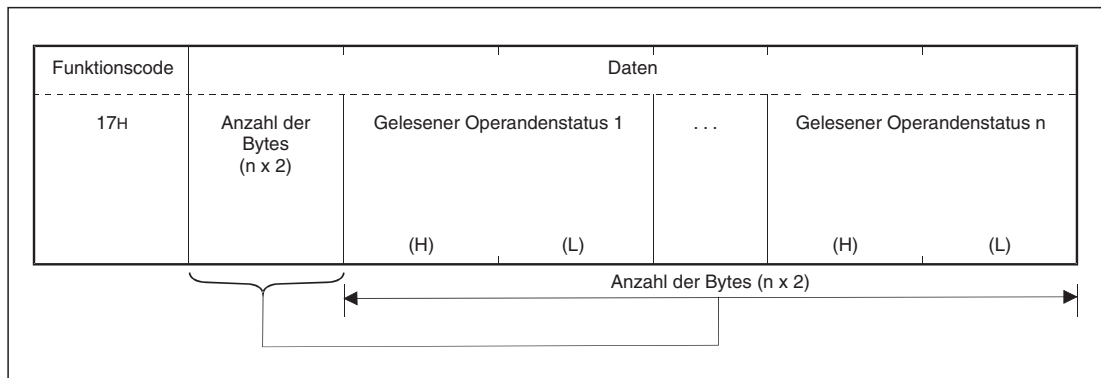 Funktionscode Daten
17H Anzahl der Bytes (n x 2) Gelesener Operandenstatus 1 . . . Gelesener Operandenstatus n
(H) (L) (H) (L)
Anzahl der Bytes (n x 2)